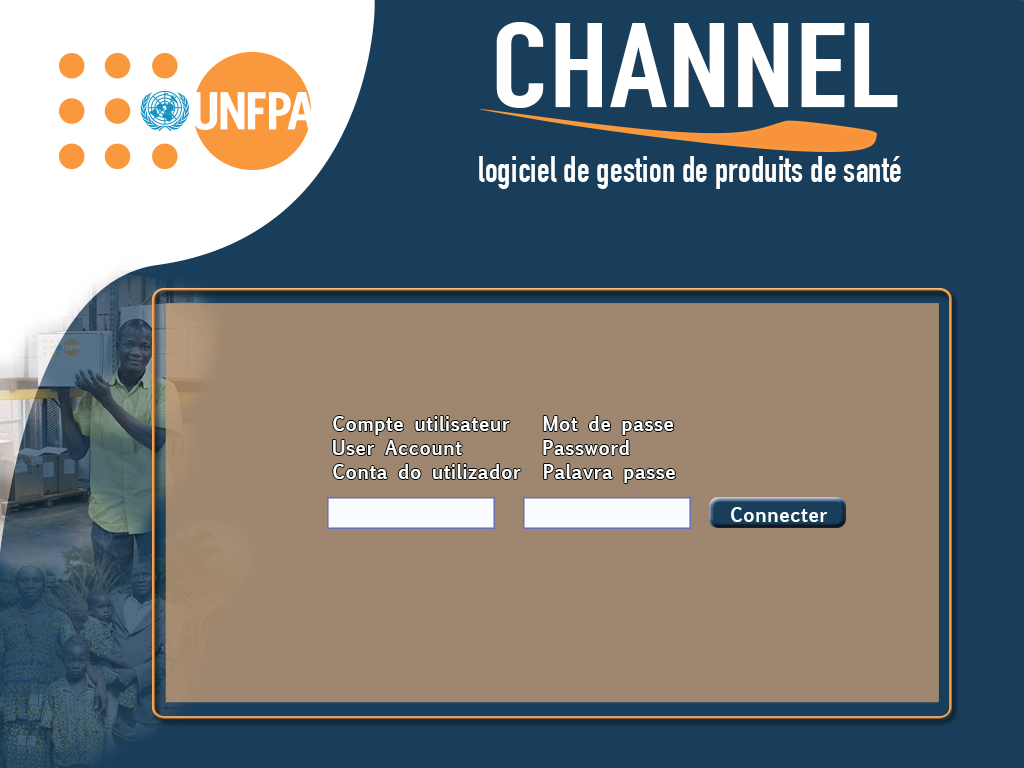 UNFPA
CHANNEL
logiciel de gestion de produits de santé
Compte utilisateur
User Account
Conta do utilizador
Mot de passe
Password
Palavra passe
Connecter